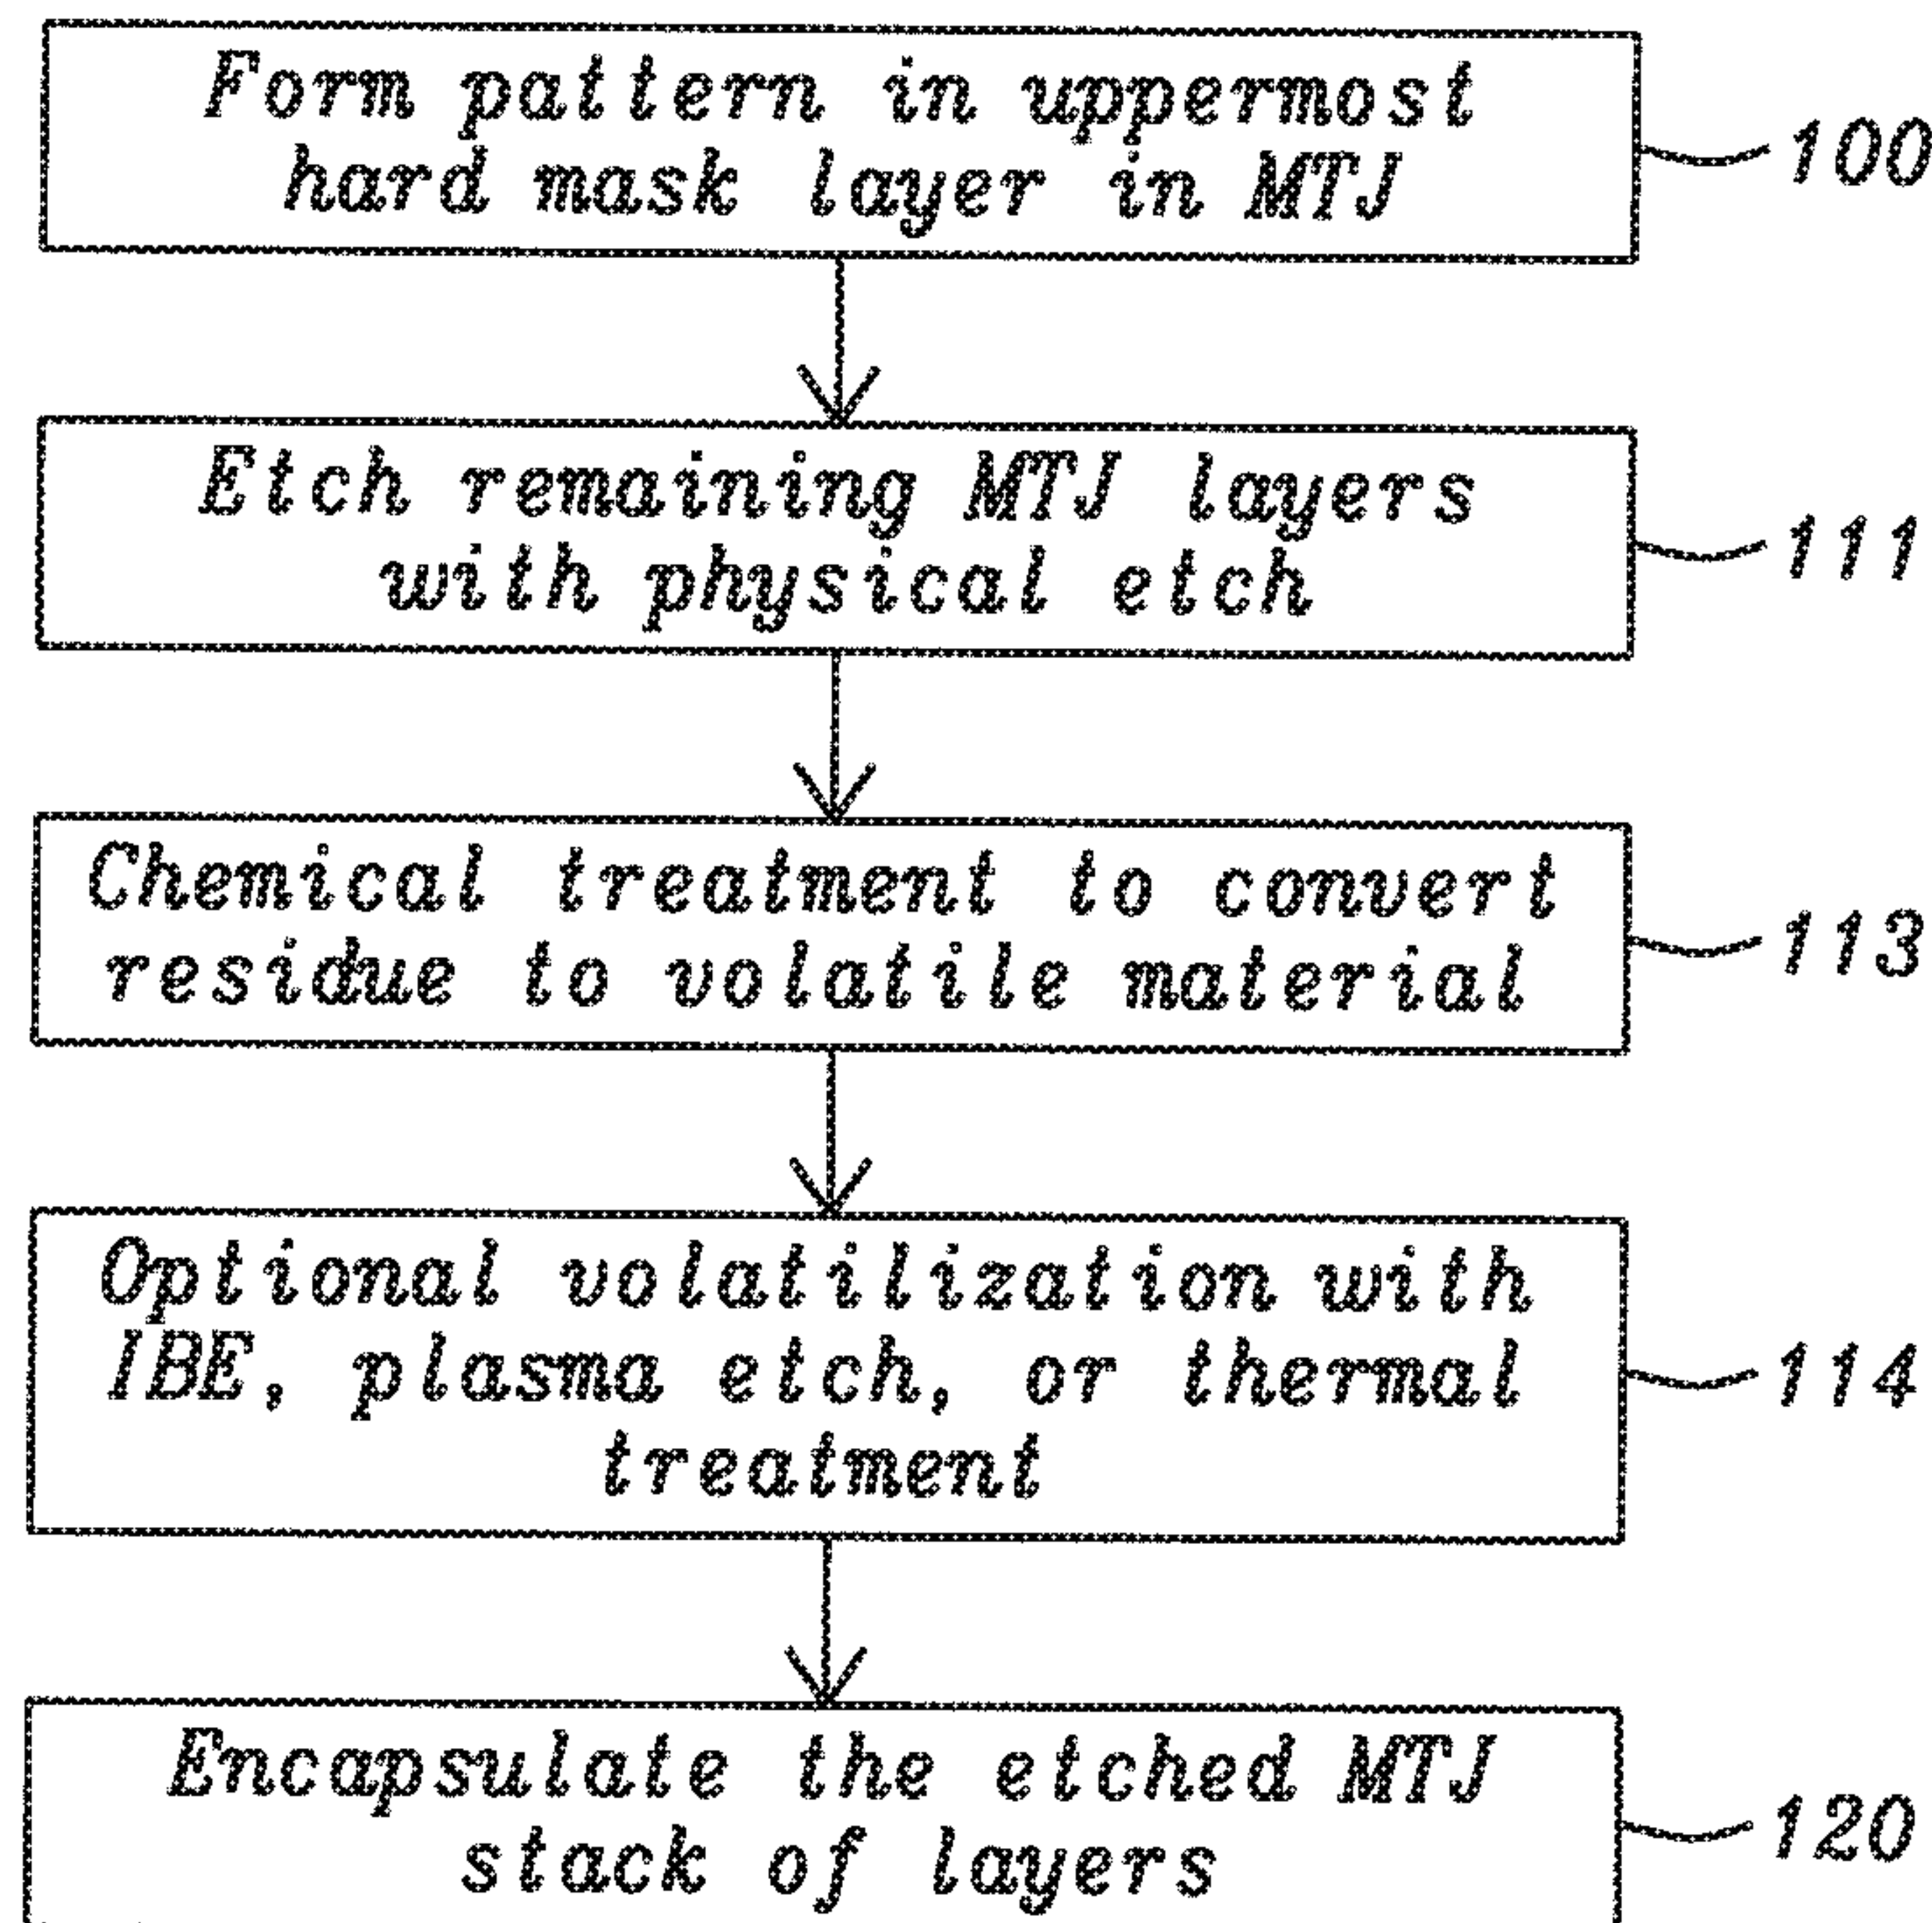 Form pattern in uppermost
hard mask layer in MTJ
100
Etch remaining MTJ layers
with physical etch
111
Chemical treatment to convert
residue to volatile material
113
Optional volatilization with
IBE, plasma etch, or thermal
treatment
114
Encapsulate the etched MTJ
stack of layers
120